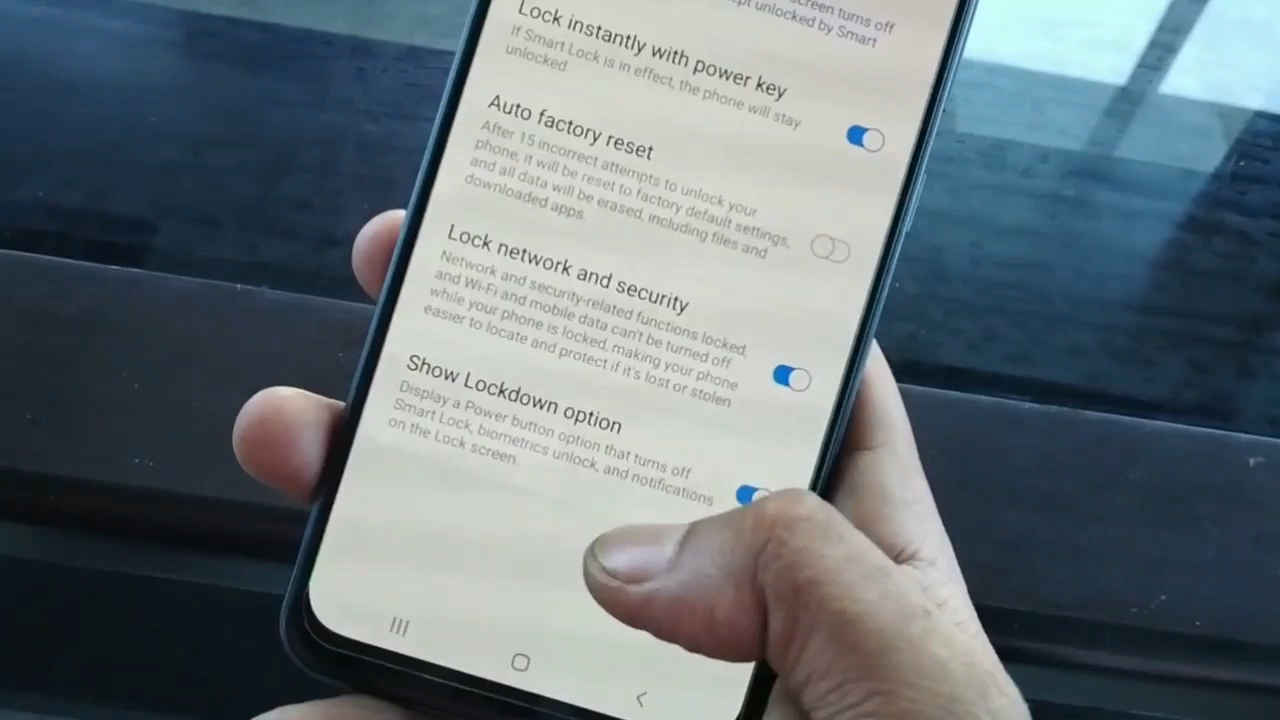 screen turns off
unlocked by Smart
Lock instantly with power key
If Smart Lock is in effect, the phone will stay
unlocked.
Auto factory reset
After 15 incorrect attempts to unlock your
phone, it will be reset to factory default settings,
and all data will be erased, including files and
downloaded apps.
Lock network and security
Network and security-related functions locked,
and Wi-Fi and mobile data can't be turned off
while your phone is locked, making your phone
easier to locate and protect if it's lost or stolen
Show Lockdown option
Display a Power button option that turns off
Smart Lock, biometrics unlock, and notifications
on the Lock screen.